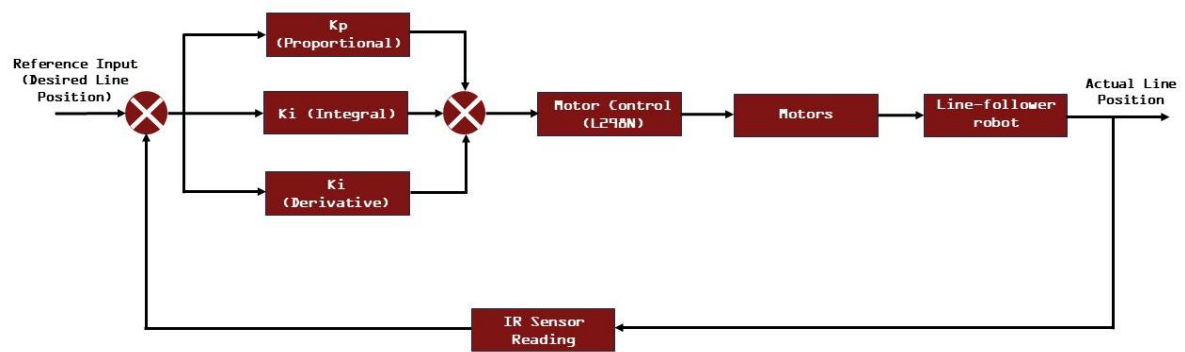 Reference Input
(Desired Line
Position)
Kp
(Proportional)
Ki (Integral)
Ki
(Derivative)
Motor Control
(L298N)
Motors
Line-follower
robot
Actual Line
Position
IR Sensor
Reading